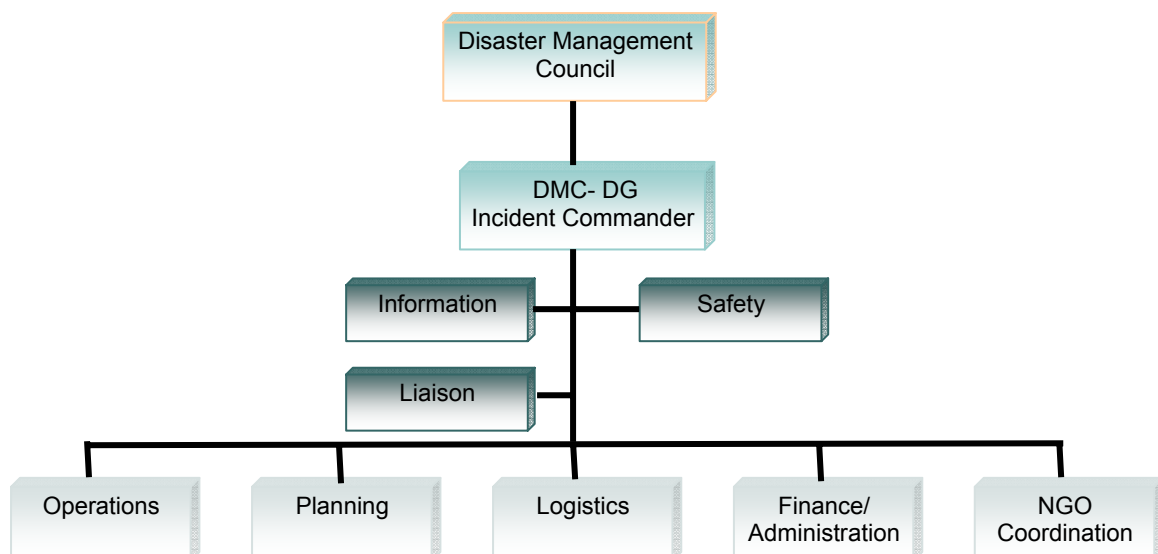 Disaster Management
Council
DMC- DG
Incident Commander
Information
Safety
Liaison
Operations
Planning
Logistics
Finance/
Administration
NGO
Coordination